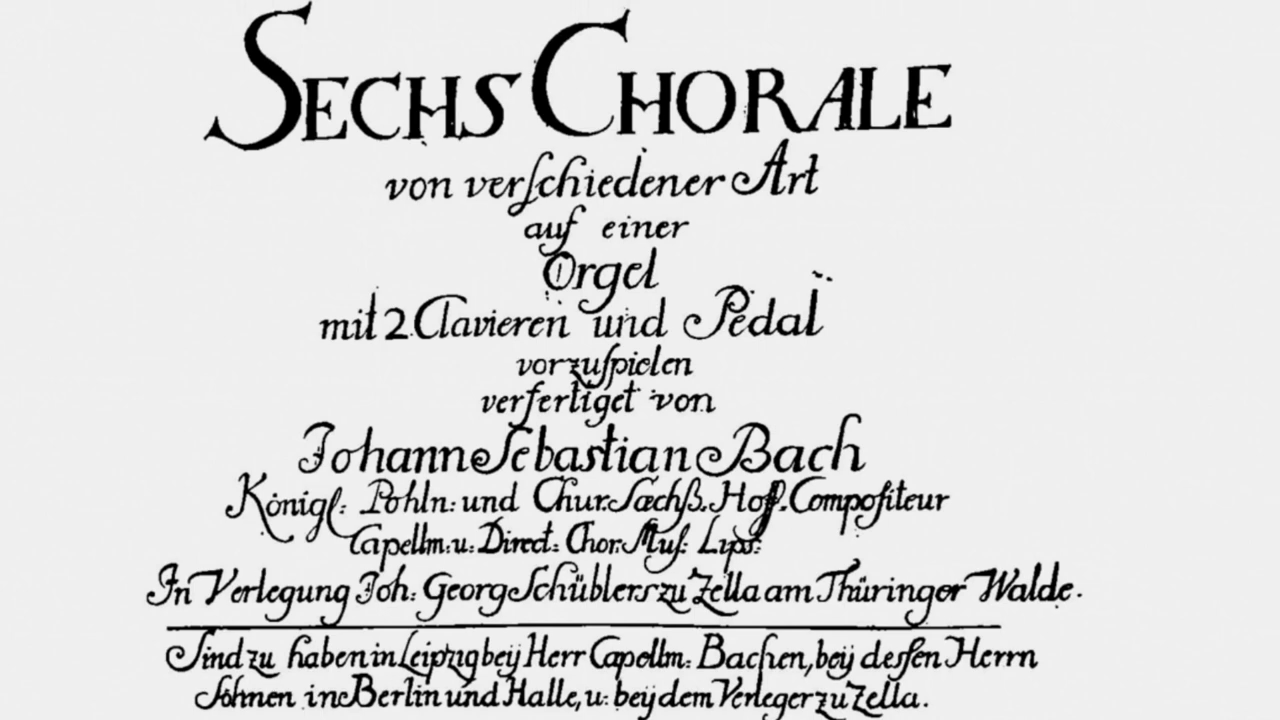 SECHS CHORALE
von verschiedener Art
auf einer
Orgel
mit 2 Clavieren und Pedal
vorzuspielen
verfertiget von
Johann Sebastian Bach
Königl: Pohln: und Chur. Sæchß. Hoff. Compositeur
Capellm: u: Direct: Chor. Mus: Lips:
In Verlegung Joh: Georg Schüblers zu Zella am Thüringer Walde.
Sind zu haben in Leipzig bey Herr Capellm: Bachen, bey dessen Herrn
Söhnen in Berlin und Halle, u: bey dem Verleger zu Zella.